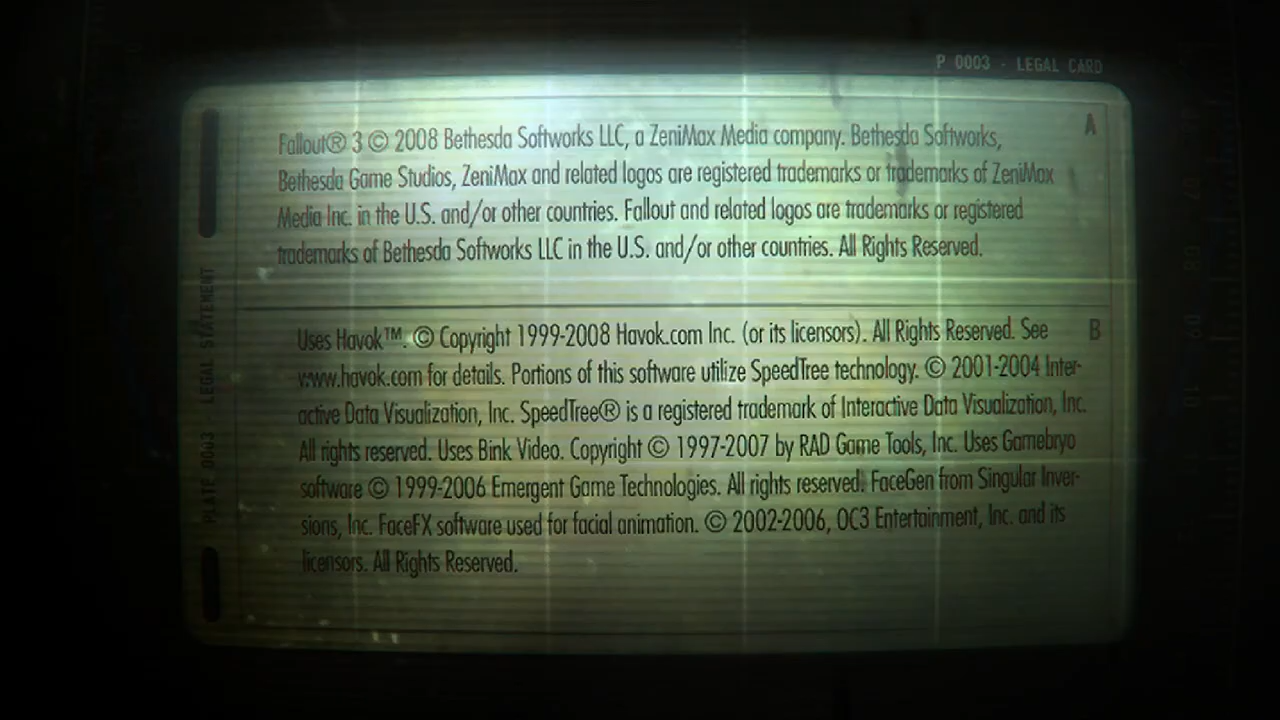 P 0003 - LEGAL CARD
A
Fallout® 3 © 2008 Bethesda Softworks LLC, a ZeniMax Media company. Bethesda Softworks,
Bethesda Game Studios, ZeniMax and related logos are registered trademarks or trademarks of ZeniMax
Media Inc. in the U.S. and/or other countries. Fallout and related logos are trademarks or registered
trademarks of Bethesda Softworks LLC in the U.S. and/or other countries. All Rights Reserved.
B
Uses Havok™. © Copyright 1999-2008 Havok.com Inc. (or its licensors). All Rights Reserved. See
www.havok.com for details. Portions of this software utilize SpeedTree technology. © 2001-2004 Inter-
active Data Visualization, Inc. SpeedTree® is a registered trademark of Interactive Data Visualization, Inc.
All rights reserved. Uses Bink Video. Copyright © 1997-2007 by RAD Game Tools, Inc. Uses Gamebryo
software © 1999-2006 Emergent Game Technologies. All rights reserved. FaceGen from Singular Inver-
sions, Inc. FaceFX software used for facial animation. © 2002-2006, OC3 Entertainment, Inc. and its
licensors. All Rights Reserved.
PLATE 0003 - LEGAL STATEMENT